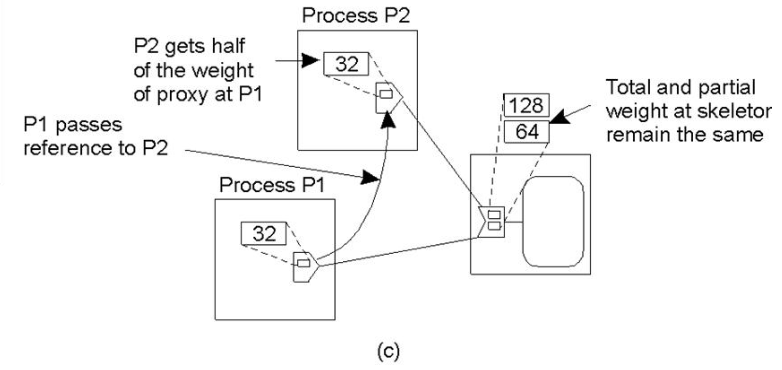 Process P2
P2 gets half
of the weight
of proxy at P1
32
128
64
Total and partial
weight at skeletor
remain the same
P1 passes
reference to P2
Process P1
32
(c)